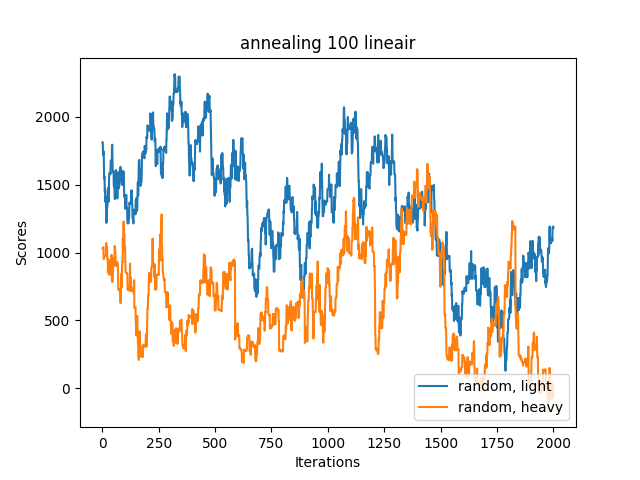 annealing 100 lineair
Scores
2000
1500
1000
500
0
random, light
random, heavy
0 250 500 750 1000 1250 1500 1750 2000
Iterations